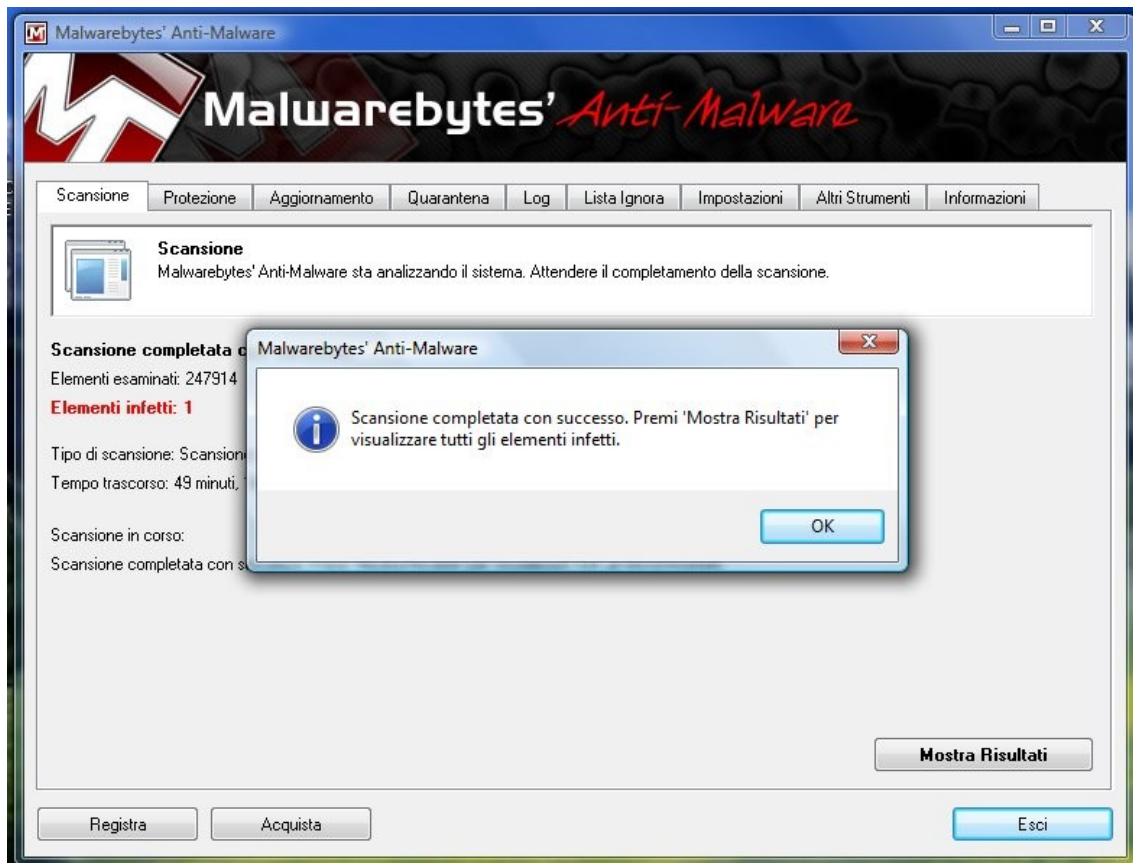 Malwarebytes' Anti-Malware
Malwarebytes' Anti-Malware
Scansione Protezione Aggiornamento Quarantena Log Lista Ignora Impostazioni Altri Strumenti Informazioni
Scansione
Malwarebytes' Anti-Malware sta analizzando il sistema. Attendere il completamento della scansione.
Scansione completata
Elementi esaminati: 247914
Elementi infetti: 1
Tipo di scansione:
Tempo trascorso: 49 minuti,
Scansione in corso:
Scansione completata con
Malwarebytes' Anti-Malware
Scansione completata con successo. Premi 'Mostra Risultati' per
visualizzare tutti gli elementi infetti.
OK
Mostra Risultati
Registra Acquista Esci